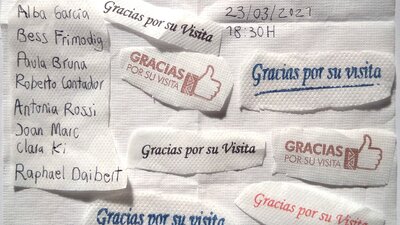 Alba García
Bess Frimodig
Paula Bruna
Roberto Contador
Antonia Rossi
Joan Marc
Clara Ki
Raphael Daibert
Gracias por su Visita
23/03/2021
18:30H
GRACIAS
POR SU VISITA
Gracias por su visita
Gracias por su Visita
GRACIAS
POR SU VISITA
Gracias por su visita
Gracias por su visita